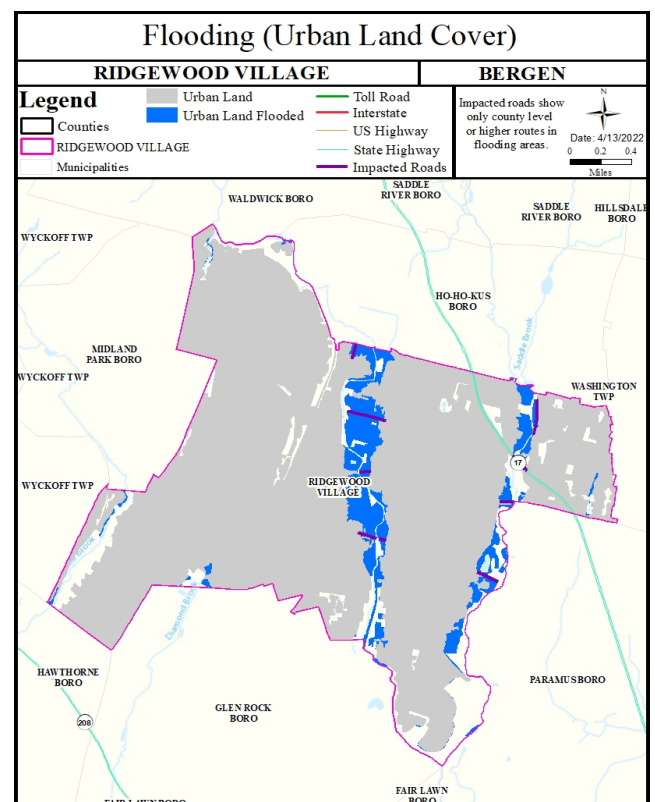 Flooding (Urban Land Cover)
RIDGEWOOD VILLAGE
BERGEN
Legend
Counties
RIDGEWOOD VILLAGE
Municipalities
Urban Land
Urban Land Flooded
Toll Road
Interstate
US Highway
State Highway
Impacted Roads
Impacted roads show
only county level
or higher routes in
flooding areas.
N
Date: 4/13/2022
0 0.2 0.4
Miles
WALDWICK BORO
SADDLE
RIVER BORO
SADDLE
RIVER BORO
HILLSDALE
BORO
WYCKOFF TWP
HO-HO-KUS
BORO
Saddle Brook
MIDLAND
PARK BORO
WYCKOFF TWP
WASHINGTON
TWP
17
WYCKOFF TWP
RIDGEWOOD
VILLAGE
Brook
Diamond Brook
HAWTHORNE
BORO
PARAMUS BORO
GLEN ROCK
BORO
208
FAIR LAWN
BORO
FAIR LAWN BORO